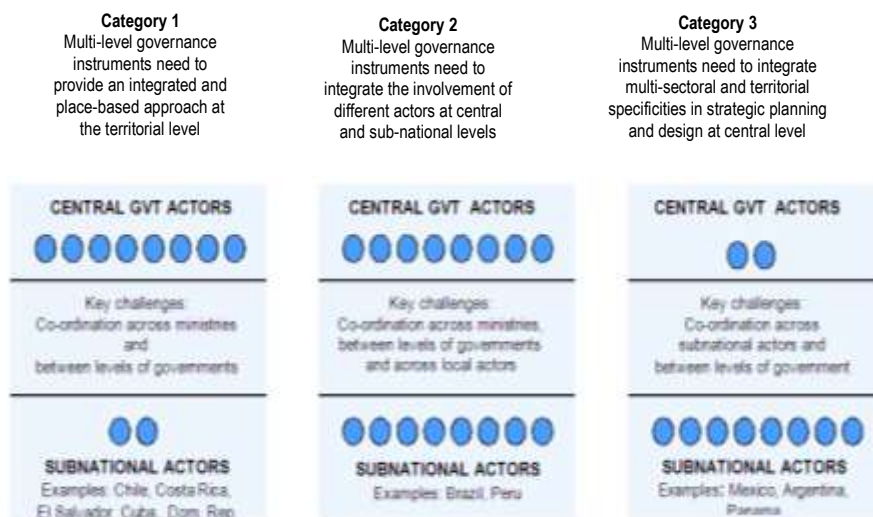 Category 1
Multi-level governance
instruments need to
provide an integrated and
place-based approach at
the territorial level
Category 2
Multi-level governance
instruments need to
integrate the involvement of
different actors at central
and sub-national levels
Category 3
Multi-level governance
instruments need to integrate
multi-sectoral and territorial
specificities in strategic planning
and design at central level
CENTRAL GVT ACTORS
Key challenges:
Co-ordination across ministries
and
between levels of governments
SUBNATIONAL ACTORS
Examples: Chile, Costa Rica,
El Salvador, Cuba, Dom. Rep.
CENTRAL GVT ACTORS
Key challenges:
Co-ordination across ministries,
between levels of governments
and across local actors
SUBNATIONAL ACTORS
Examples: Brazil, Peru
CENTRAL GVT ACTORS
Key challenges:
Co-ordination across
subnational actors and
between levels of government
SUBNATIONAL ACTORS
Examples: Mexico, Argentina,
Panama